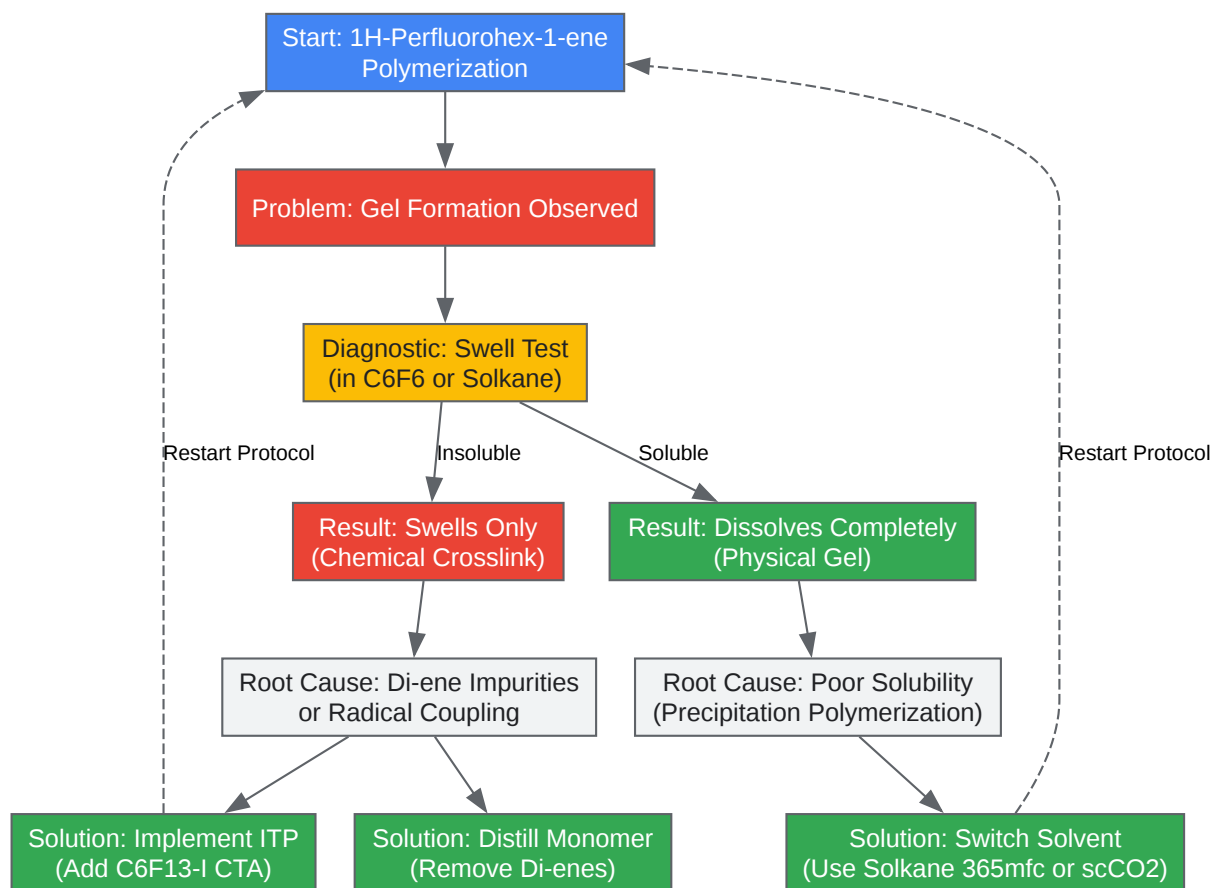 Start: 1H-Perfluorohex-1-ene
Polymerization
Problem: Gel Formation Observed
Diagnostic: Swell Test
(in C6F6 or Solkane)
Restart Protocol
Insoluble
Soluble
Restart Protocol
Result: Swells Only
(Chemical Crosslink)
Result: Dissolves Completely
(Physical Gel)
Root Cause: Di-ene Impurities
or Radical Coupling
Root Cause: Poor Solubility
(Precipitation Polymerization)
Solution: Implement ITP
(Add C6F13-I CTA)
Solution: Distill Monomer
(Remove Di-enes)
Solution: Switch Solvent
(Use Solkane 365mfc or scCO2)